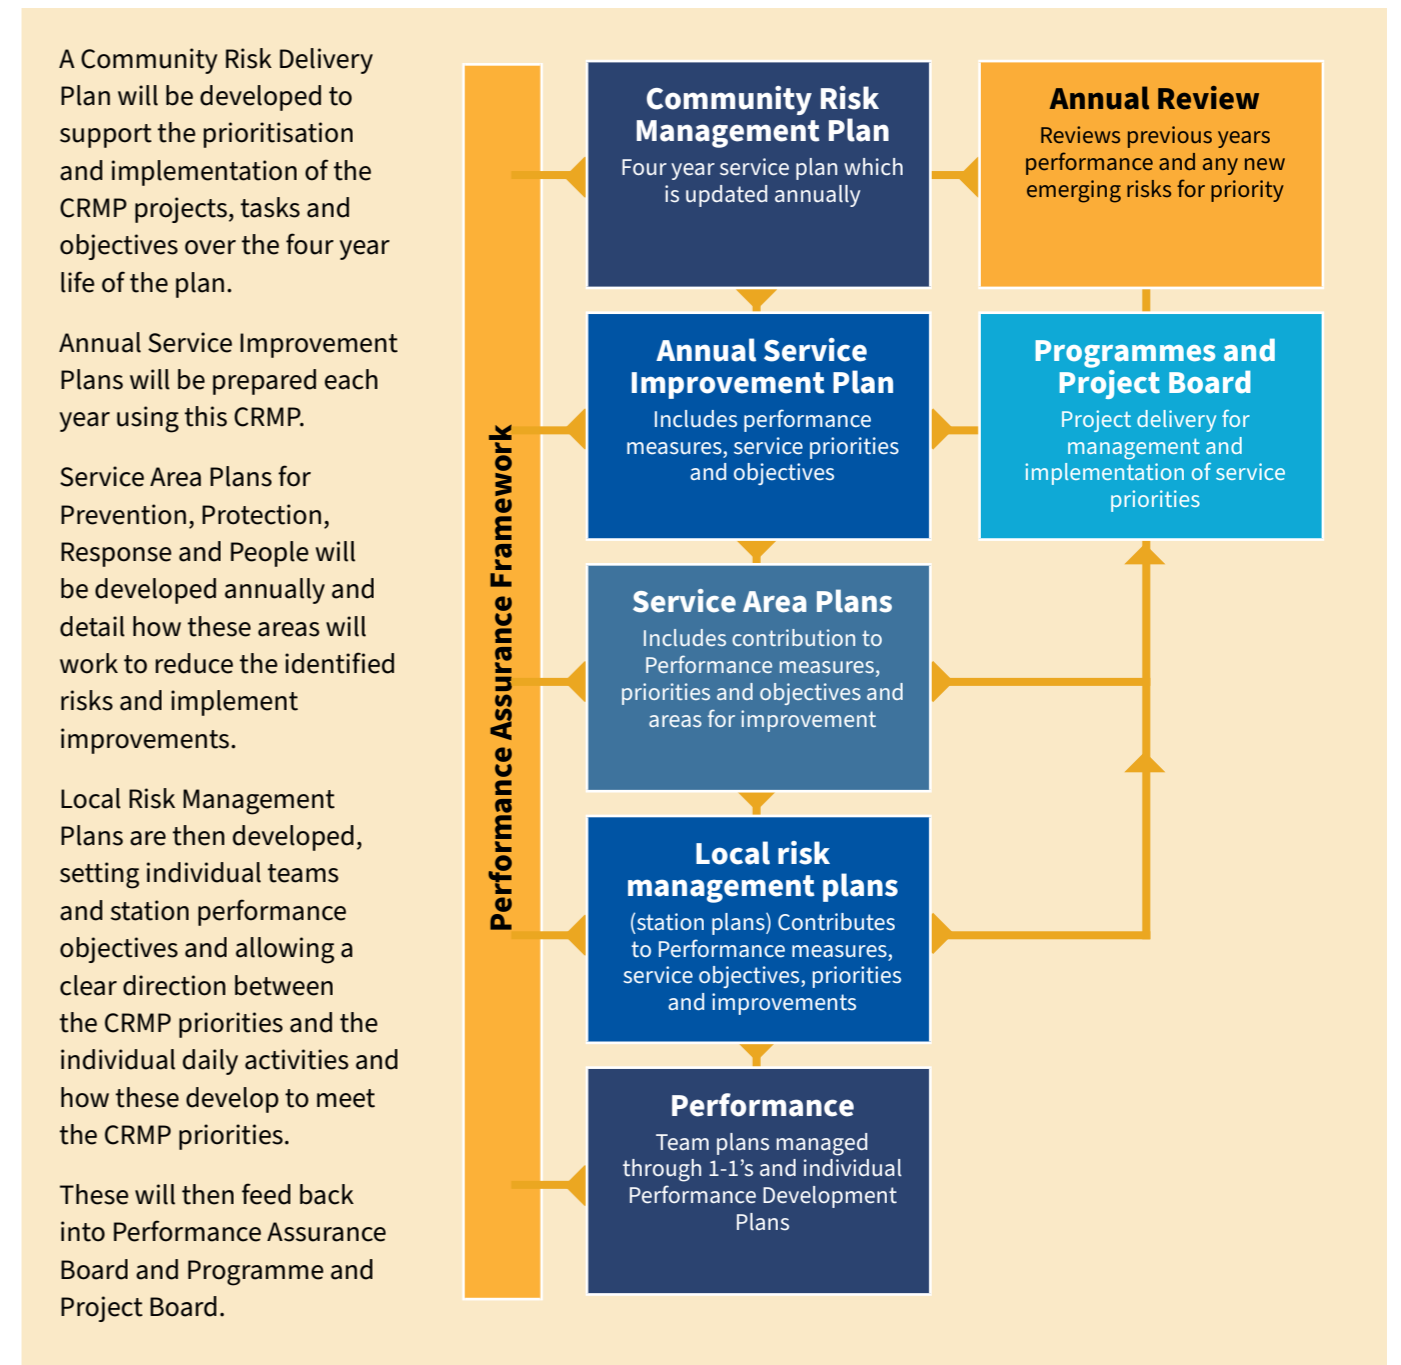 A Community Risk Delivery
Plan will be developed to
support the prioritisation
and implementation of the
CRMP projects, tasks and
objectives over the four year
life of the plan.
Annual Service Improvement
Plans will be prepared each
year using this CRMP.
Service Area Plans for
Prevention, Protection,
Response and People will
be developed annually and
detail how these areas will
work to reduce the identified
risks and implement
improvements.
Local Risk Management
Plans are then developed,
setting individual teams
and station performance
objectives and allowing a
clear direction between
the CRMP priorities and the
individual daily activities and
how these develop to meet
the CRMP priorities.
These will then feed back
into Performance Assurance
Board and Programme and
Project Board.
Performance Assurance Framework
Community Risk
Management Plan
Four year service plan which
is updated annually
Annual Review
Reviews previous years
performance and any new
emerging risks for priority
Annual Service
Improvement Plan
Includes performance
measures, service priorities
and objectives
Programmes and
Project Board
Project delivery for
management and
implementation of service
priorities
Service Area Plans
Includes contribution to
Performance measures,
priorities and objectives and
areas for improvement
Local risk
management plans
(station plans) Contributes
to Performance measures,
service objectives, priorities
and improvements
Performance
Team plans managed
through 1-1’s and individual
Performance Development
Plans